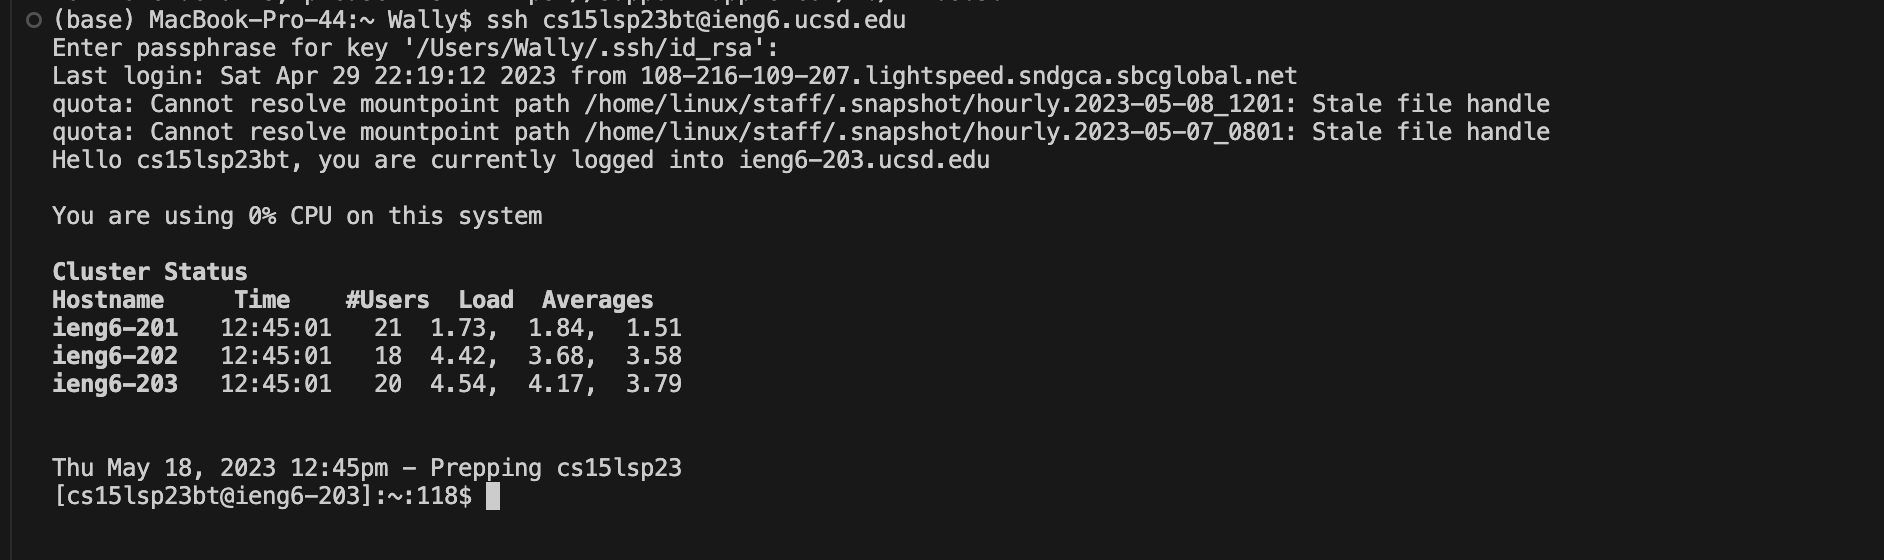 (base) MacBook-Pro-44:~ Wally$ ssh cs15lsp23bt@ieng6.ucsd.edu
Enter passphrase for key '/Users/Wally/.ssh/id_rsa':
Last login: Sat Apr 29 22:19:12 2023 from 108-216-109-207.lightspeed.sndgca.sbcglobal.net
quota: Cannot resolve mountpoint path /home/linux/staff/.snapshot/hourly.2023-05-08_1201: Stale file handle
quota: Cannot resolve mountpoint path /home/linux/staff/.snapshot/hourly.2023-05-07_0801: Stale file handle
Hello cs15lsp23bt, you are currently logged into ieng6-203.ucsd.edu
You are using 0% CPU on this system
Cluster Status
Hostname     Time    #Users  Load  Averages
ieng6-201   12:45:01   21  1.73,  1.84,  1.51
ieng6-202   12:45:01   18  4.42,  3.68,  3.58
ieng6-203   12:45:01   20  4.54,  4.17,  3.79
Thu May 18, 2023 12:45pm - Prepping cs15lsp23
[cs15lsp23bt@ieng6-203]:~:118$